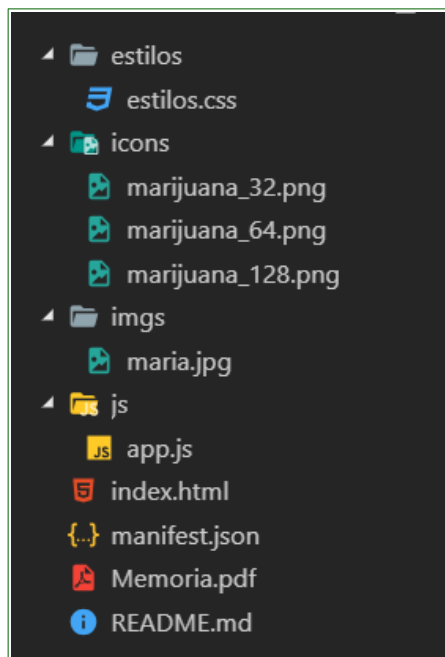 estilos
estilos.css
icons
marijuana_32.png
marijuana_64.png
marijuana_128.png
imgs
maria.jpg
js
JS
app.js
index.html
{...} manifest.json
Memoria.pdf
README.md